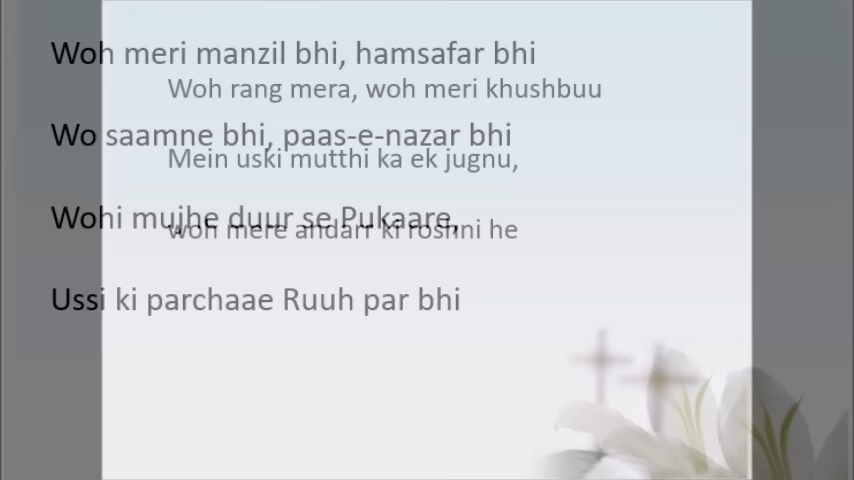 Woh meri manzil bhi, hamsafar bhi
Woh rang mera, woh meri khushbuu
Wo saamne bhi, paas-e-nazar bhi
Mein uski mutthi ka ek jugnu,
Wohi mujhe duur se Pukaare,
woh mere andarr ki roshni he
Ussi ki parchaae Ruuh par bhi